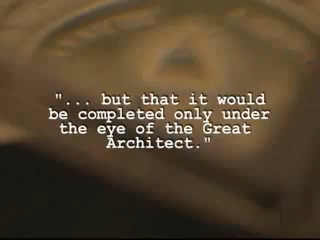 "... but that it would
be completed only under
the eye of the Great
Architect."